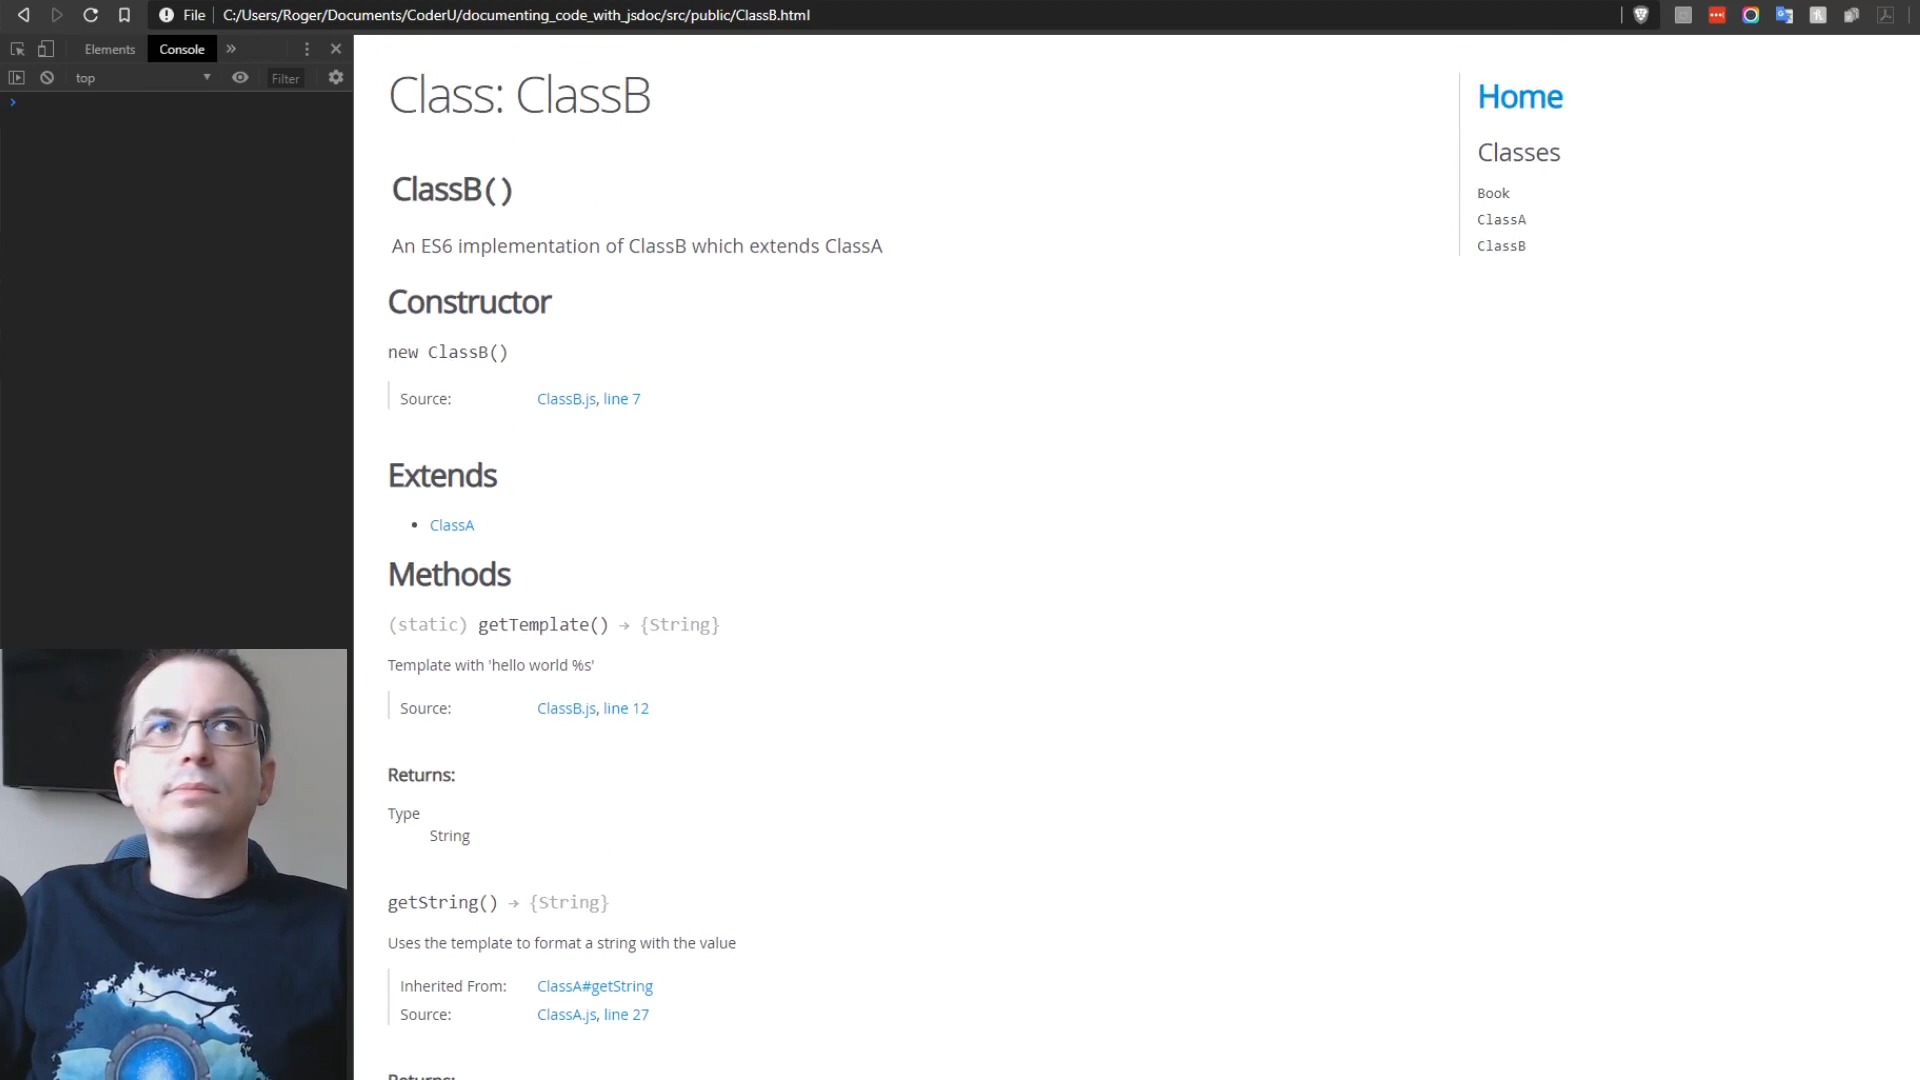 File C:/Users/Roger/Documents/CoderU/documenting_code_with_jsdoc/src/public/ClassB.html
Elements Console »
top Filter
Class: ClassB
ClassB()
An ES6 implementation of ClassB which extends ClassA
Constructor
new ClassB()
Source: ClassB.js, line 7
Extends
• ClassA
Methods
(static) getTemplate() → {String}
Template with 'hello world %s'
Source: ClassB.js, line 12
Returns:
Type
String
getString() → {String}
Uses the template to format a string with the value
Inherited From: ClassA#getString
Source: ClassA.js, line 27
Returns:
Home
Classes
Book
ClassA
ClassB